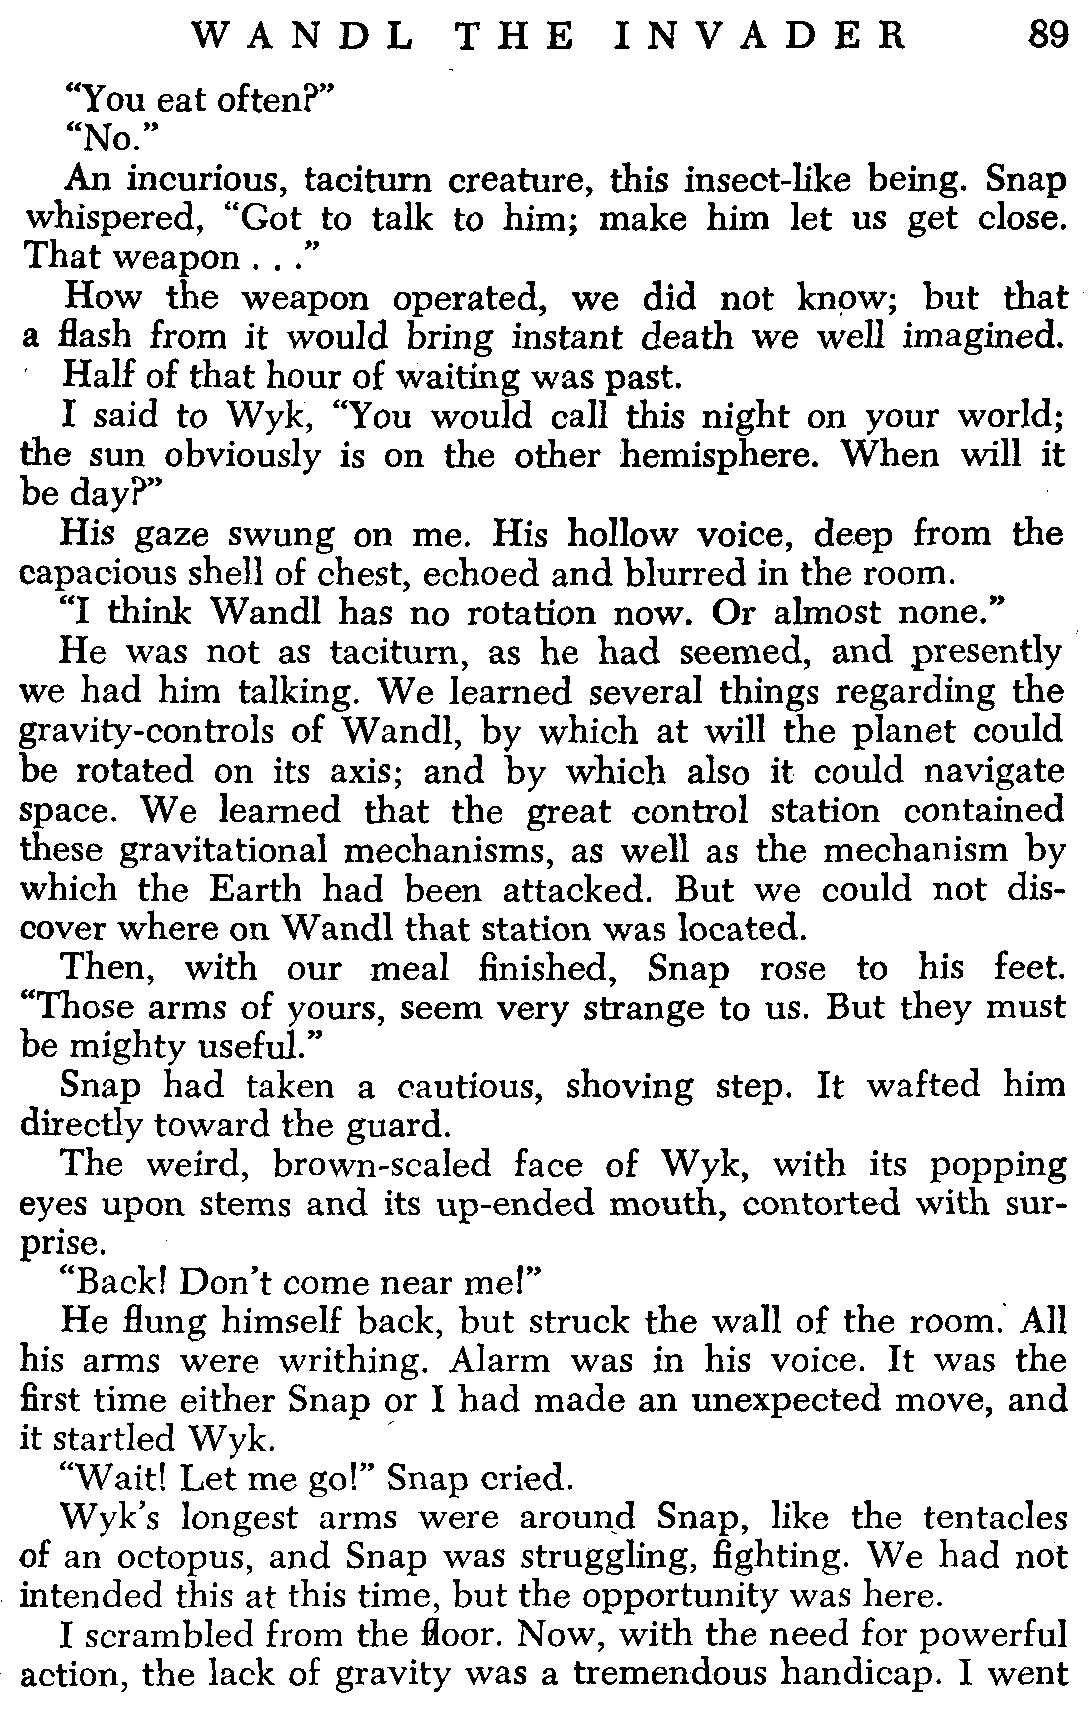 WANDL THE INVADER 89
“You eat often?”
“No.”
An incurious, taciturn creature, this insect-like being. Snap
whispered, “Got to talk to him; make him let us get close.
That weapon . . .”
How the weapon operated, we did not know; but that
a flash from it would bring instant death we well imagined.
Half of that hour of waiting was past.
I said to Wyk, “You would call this night on your world;
the sun obviously is on the other hemisphere. When will it
be day?”
His gaze swung on me. His hollow voice, deep from the
capacious shell of chest, echoed and blurred in the room.
“I think Wandl has no rotation now. Or almost none.”
He was not as taciturn, as he had seemed, and presently
we had him talking. We learned several things regarding the
gravity-controls of Wandl, by which at will the planet could
be rotated on its axis; and by which also it could navigate
space. We learned that the great control station contained
these gravitational mechanisms, as well as the mechanism by
which the Earth had been attacked. But we could not dis-
cover where on Wandl that station was located.
Then, with our meal finished, Snap rose to his feet.
“Those arms of yours, seem very strange to us. But they must
be mighty useful.”
Snap had taken a cautious, shoving step. It wafted him
directly toward the guard.
The weird, brown-scaled face of Wyk, with its popping
eyes upon stems and its up-ended mouth, contorted with sur-
prise.
“Back! Don’t come near me!”
He flung himself back, but struck the wall of the room. All
his arms were writhing. Alarm was in his voice. It was the
first time either Snap or I had made an unexpected move, and
it startled Wyk.
“Wait! Let me go!” Snap cried.
Wyk’s longest arms were around Snap, like the tentacles
of an octopus, and Snap was struggling, fighting. We had not
intended this at this time, but the opportunity was here.
I scrambled from the floor. Now, with the need for powerful
action, the lack of gravity was a tremendous handicap. I went